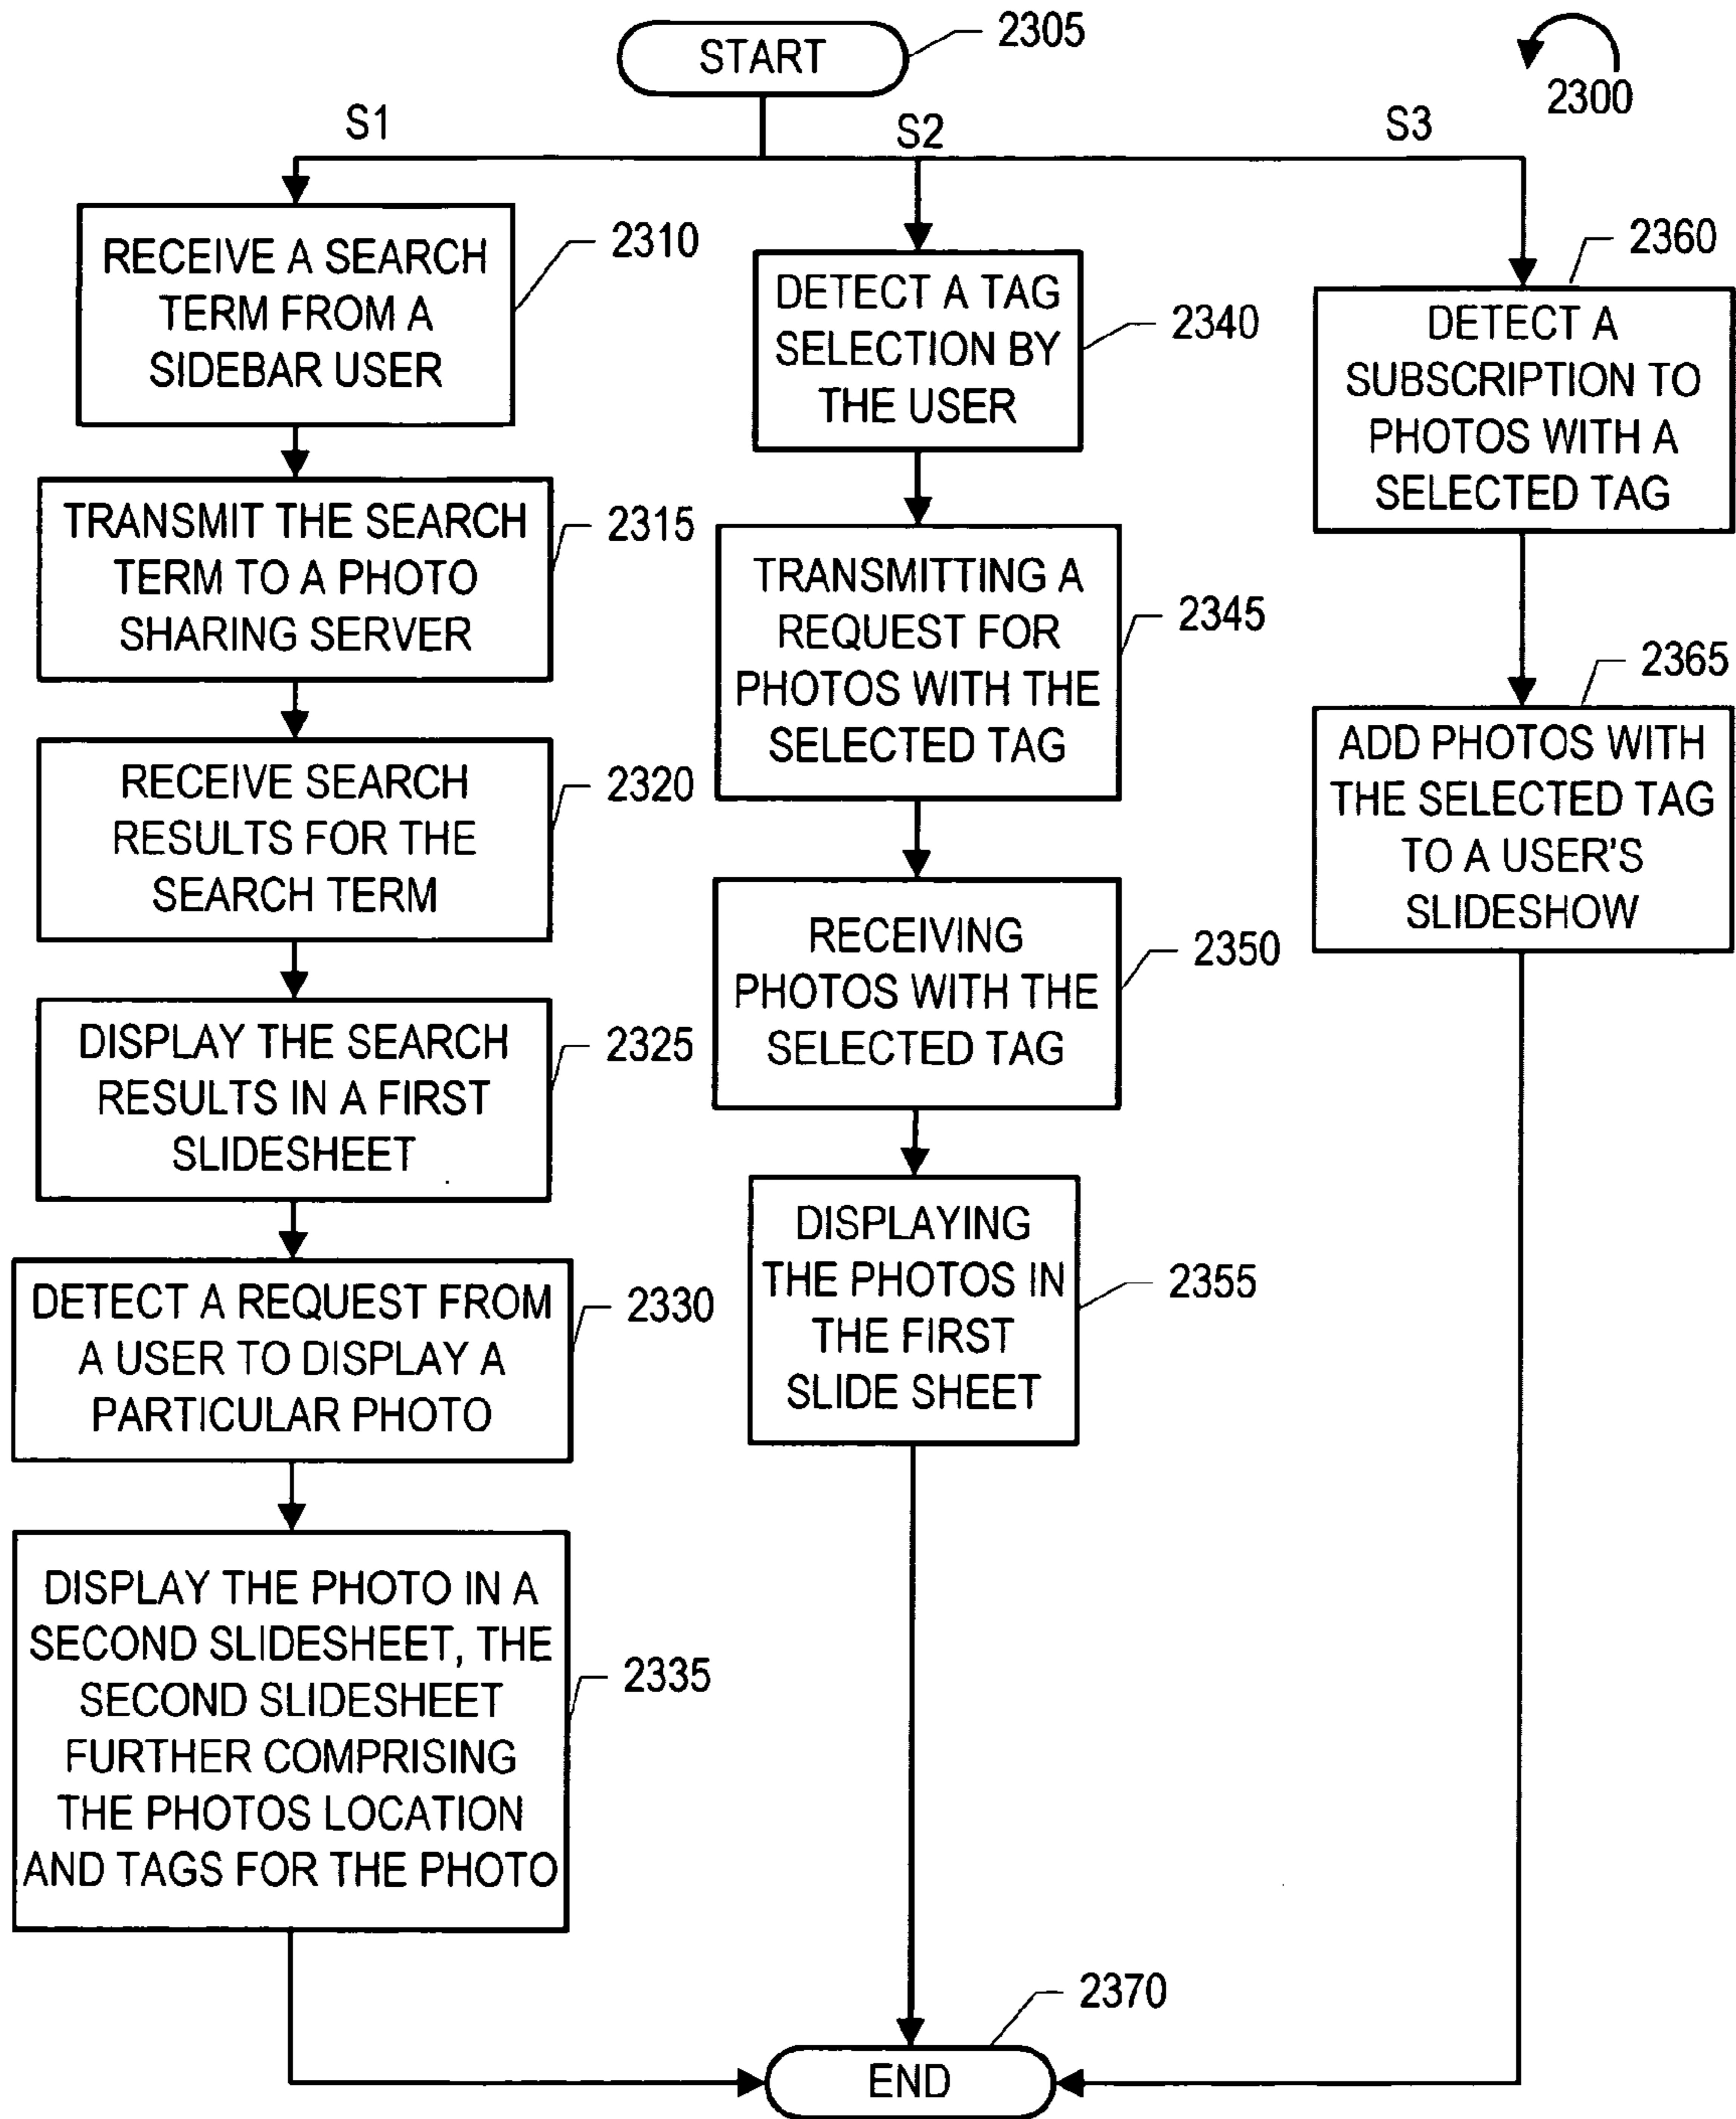 START
2305
2300
S1
S2
S3
RECEIVE A SEARCH
TERM FROM A
SIDEBAR USER
2310
TRANSMIT THE SEARCH
TERM TO A PHOTO
SHARING SERVER
2315
RECEIVE SEARCH
RESULTS FOR THE
SEARCH TERM
2320
DISPLAY THE SEARCH
RESULTS IN A FIRST
SLIDESHEET
2325
DETECT A REQUEST FROM
A USER TO DISPLAY A
PARTICULAR PHOTO
2330
DISPLAY THE PHOTO IN A
SECOND SLIDESHEET, THE
SECOND SLIDESHEET
FURTHER COMPRISING
THE PHOTOS LOCATION
AND TAGS FOR THE PHOTO
2335
DETECT A TAG
SELECTION BY
THE USER
2340
TRANSMITTING A
REQUEST FOR
PHOTOS WITH THE
SELECTED TAG
2345
RECEIVING
PHOTOS WITH THE
SELECTED TAG
2350
DISPLAYING
THE PHOTOS IN
THE FIRST
SLIDE SHEET
2355
2360
DETECT A
SUBSCRIPTION TO
PHOTOS WITH A
SELECTED TAG
2365
ADD PHOTOS WITH
THE SELECTED TAG
TO A USER'S
SLIDESHOW
2370
END